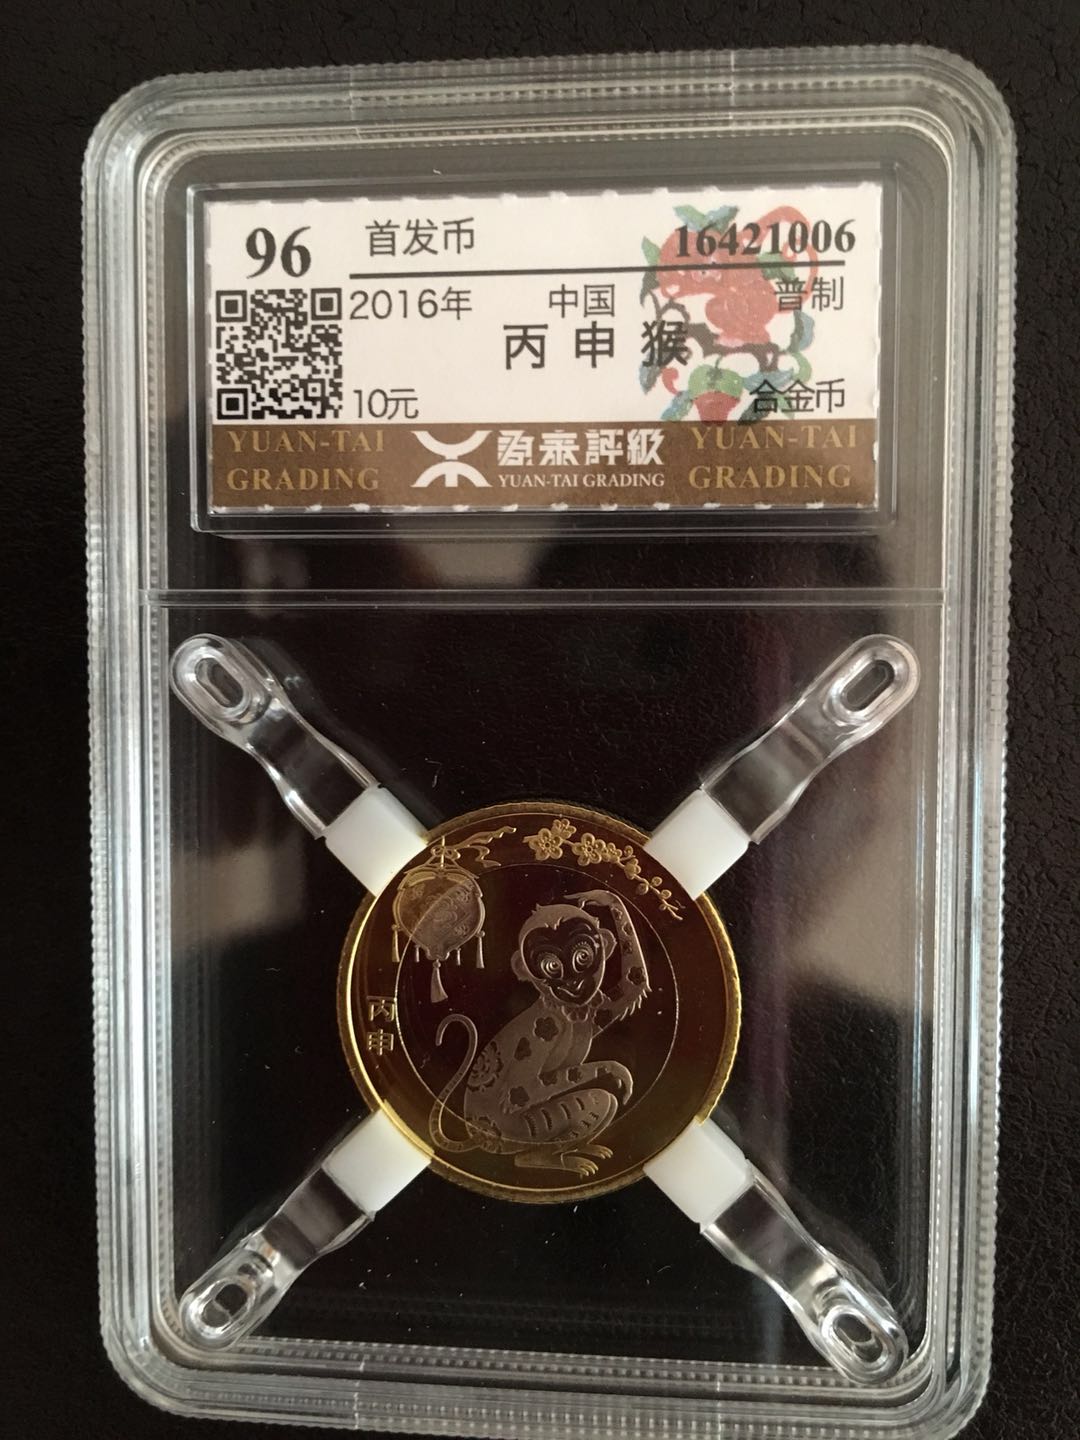 96 首发币 16421006
2016年 中国 普制
丙申猴
10元 合金币
YUAN-TAI GRADING
源泰評級
YUAN-TAI GRADING
YUAN-TAI GRADING
丙申